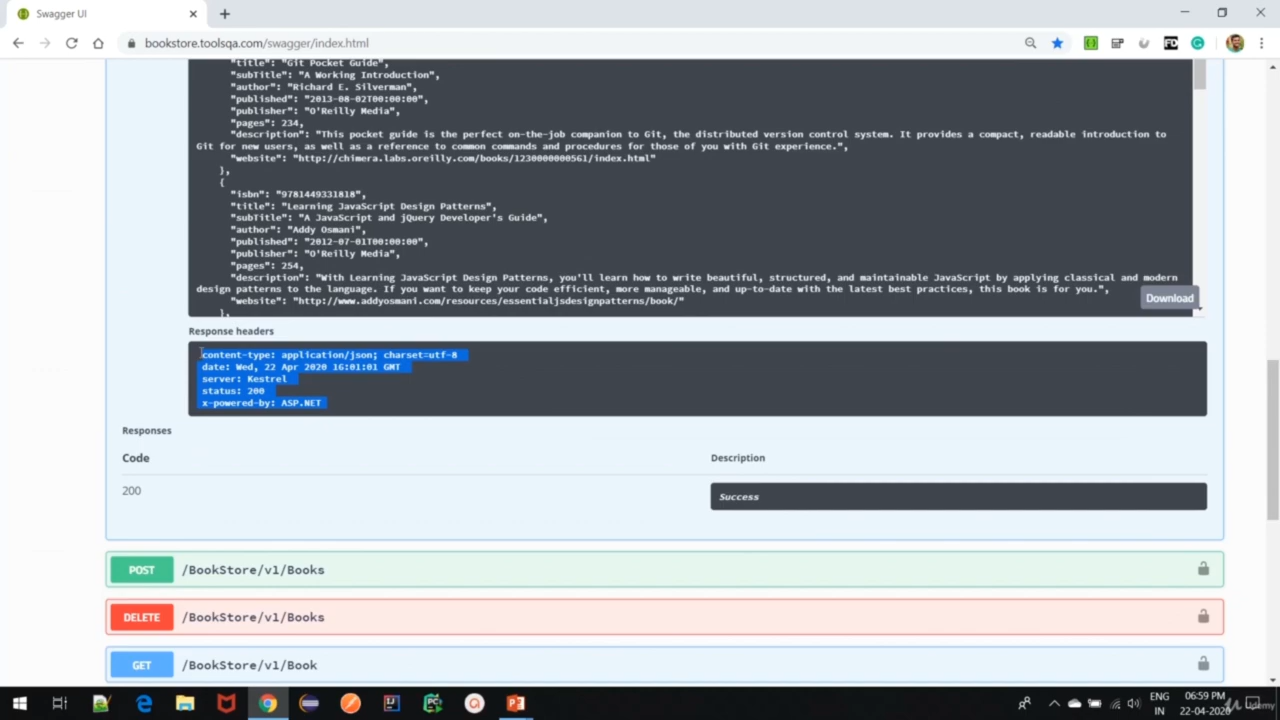 Swagger UI
bookstore.toolsqa.com/swagger/index.html
"title": "Git Pocket Guide",
"subTitle": "A Working Introduction",
"author": "Richard E. Silverman",
"published": "2013-08-02T00:00:00",
"publisher": "O'Reilly Media",
"pages": 234,
"description": "This pocket guide is the perfect on-the-job companion to Git, the distributed version control system. It provides a compact, readable introduction to
Git for new users, as well as a reference to common commands and procedures for those of you with Git experience.",
"website": "http://chimera.labs.oreilly.com/books/1230000000561/index.html"
},
{
"isbn": "9781449331818",
"title": "Learning JavaScript Design Patterns",
"subTitle": "A JavaScript and jQuery Developer's Guide",
"author": "Addy Osmani",
"published": "2012-07-01T00:00:00",
"publisher": "O'Reilly Media",
"pages": 254,
"description": "With Learning JavaScript Design Patterns, you'll learn how to write beautiful, structured, and maintainable JavaScript by applying classical and modern
design patterns to the language. If you want to keep your code efficient, more manageable, and up-to-date with the latest best practices, this book is for you.",
"website": "http://www.addyosmani.com/resources/essentialjsdesignpatterns/book/"
},
Download
Response headers
content-type: application/json; charset=utf-8
date: Wed, 22 Apr 2020 16:01:01 GMT
server: Kestrel
status: 200
x-powered-by: ASP.NET
Responses
Code Description
200 Success
POST /BookStore/v1/Books
DELETE /BookStore/v1/Books
GET /BookStore/v1/Book
ENG 06:59 PM
IN 22-04-2020
Udemy